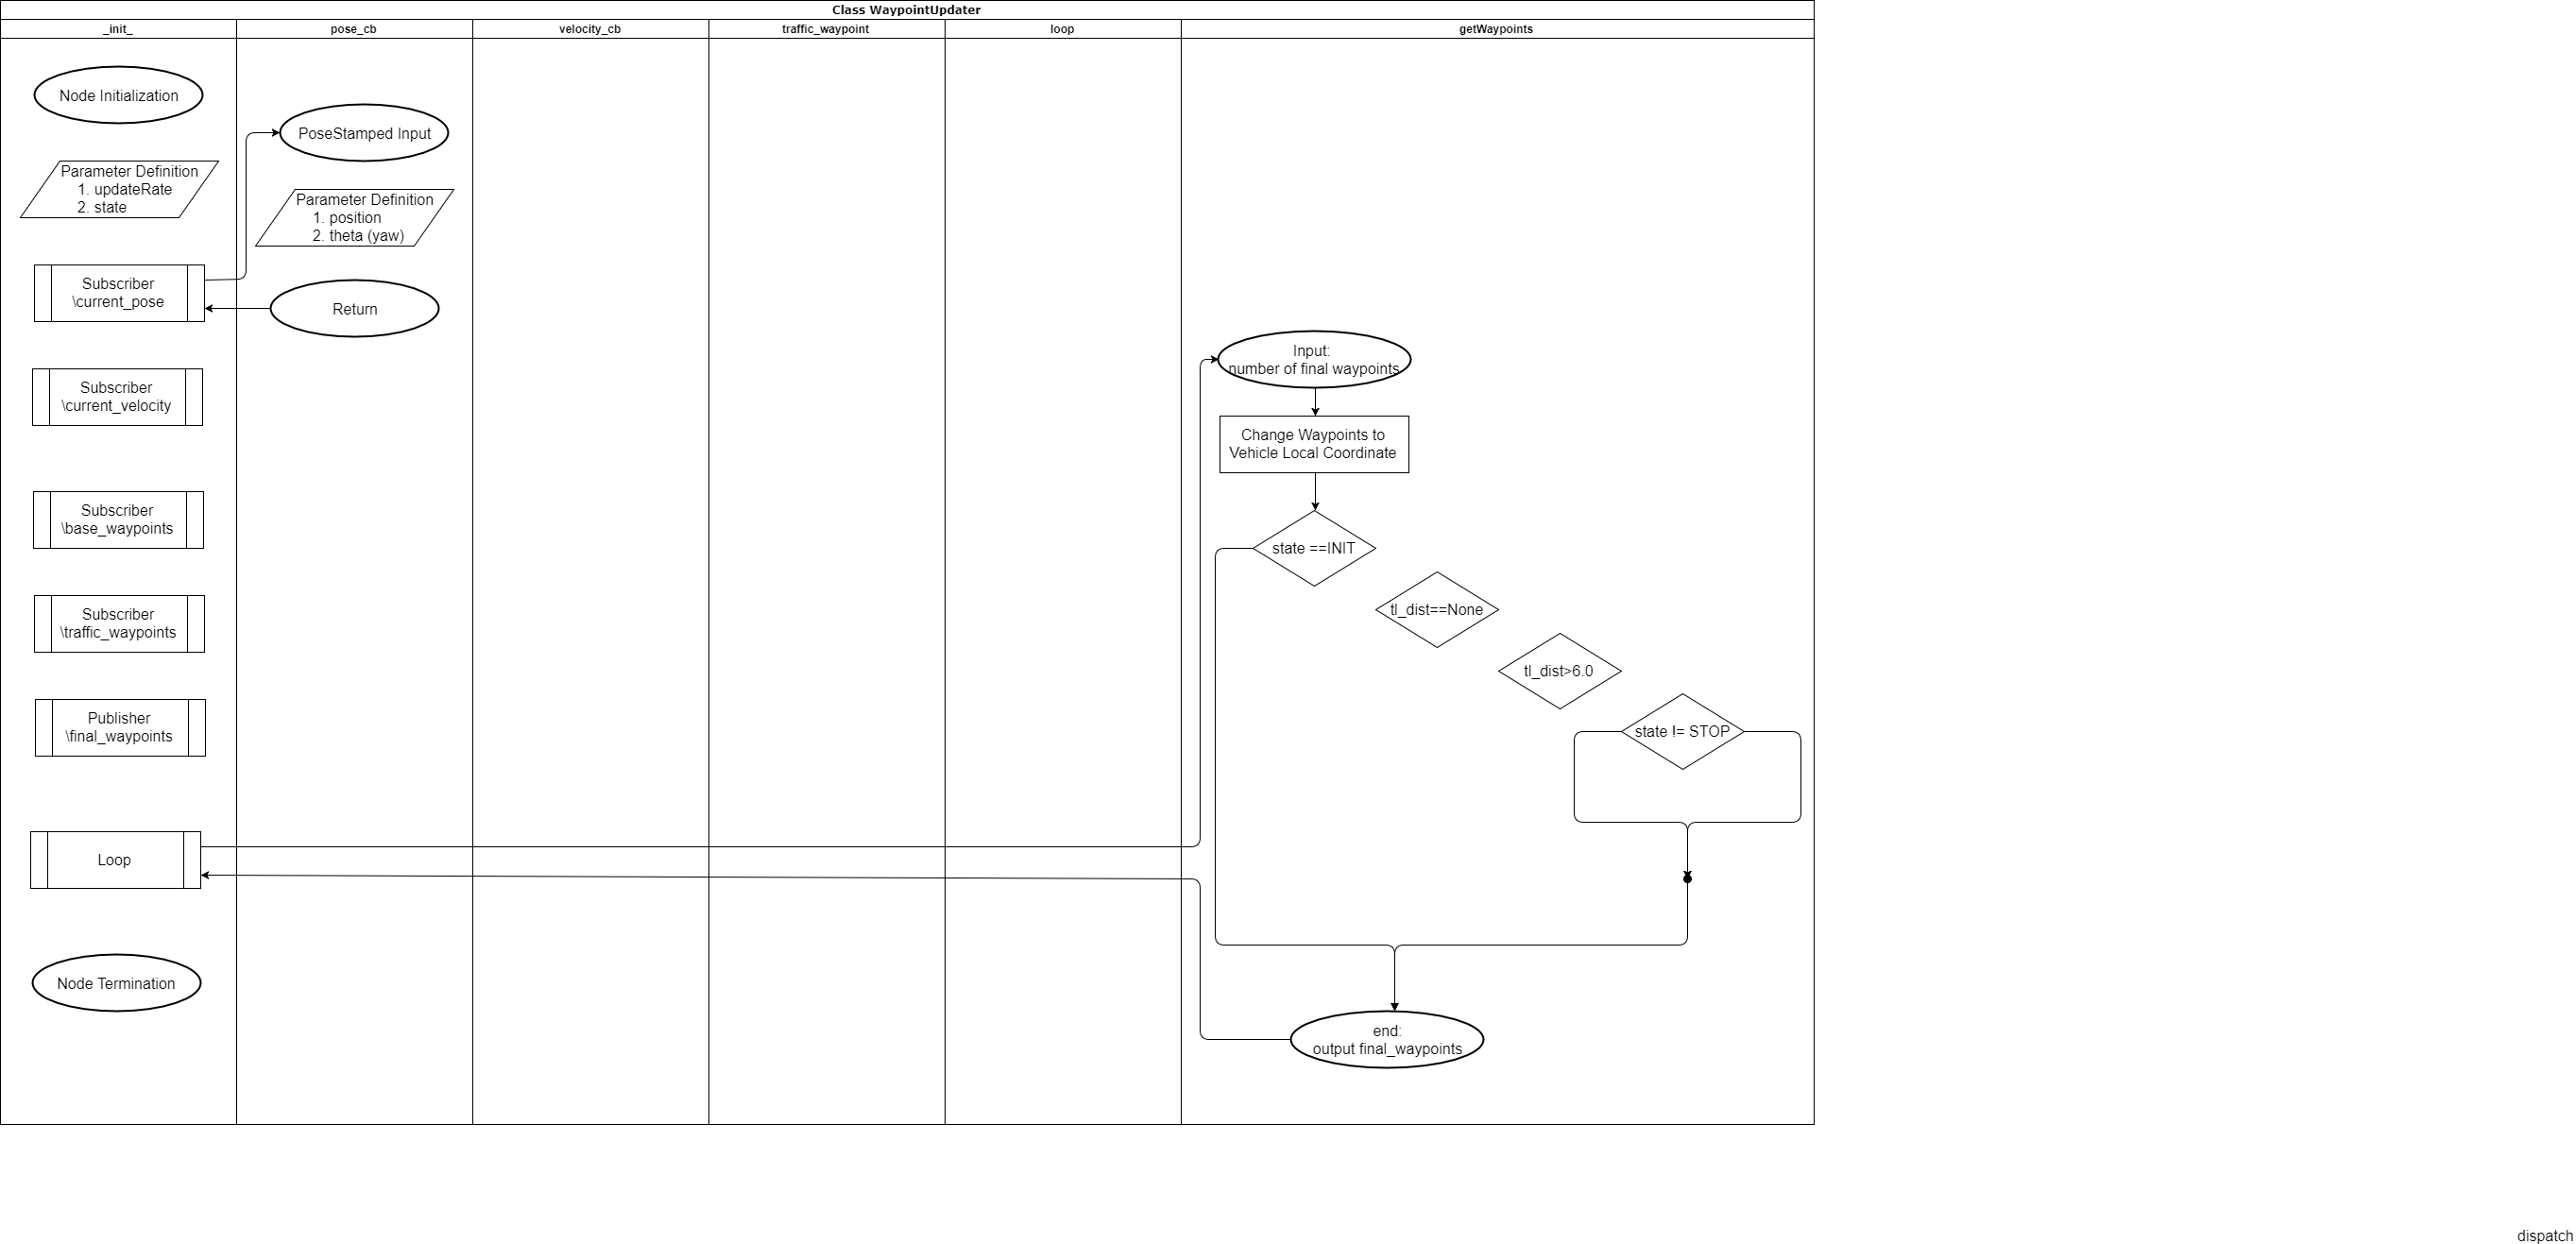 Class WaypointUpdater
_init_
pose_cb
velocity_cb
traffic_waypoint
loop
getWaypoints
Node Initialization
Parameter Definition
1. updateRate
2. state
Subscriber
\current_pose
Subscriber
\current_velocity
Subscriber
\base_waypoints
Subscriber
\traffic_waypoints
Publisher
\final_waypoints
Loop
Node Termination
PoseStamped Input
Parameter Definition
1. position
2. theta (yaw)
Return
Input:
number of final waypoints
Change Waypoints to
Vehicle Local Coordinate
state ==INIT
tl_dist==None
tl_dist>6.0
state != STOP
end:
output final_waypoints
dispatch